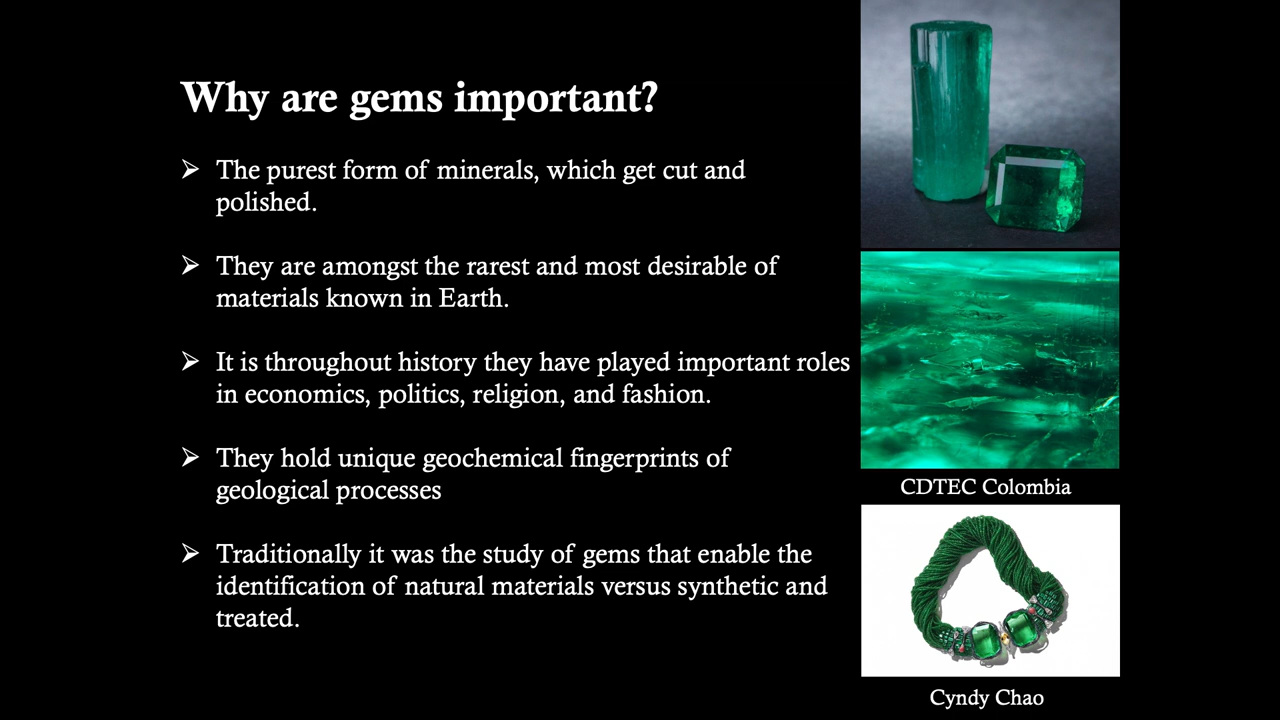 Why are gems important?
➢ The purest form of minerals, which get cut and
polished.
➢ They are amongst the rarest and most desirable of
materials known in Earth.
➢ It is throughout history they have played important roles
in economics, politics, religion, and fashion.
➢ They hold unique geochemical fingerprints of
geological processes
➢ Traditionally it was the study of gems that enable the
identification of natural materials versus synthetic and
treated.
CDTEC Colombia
Cyndy Chao